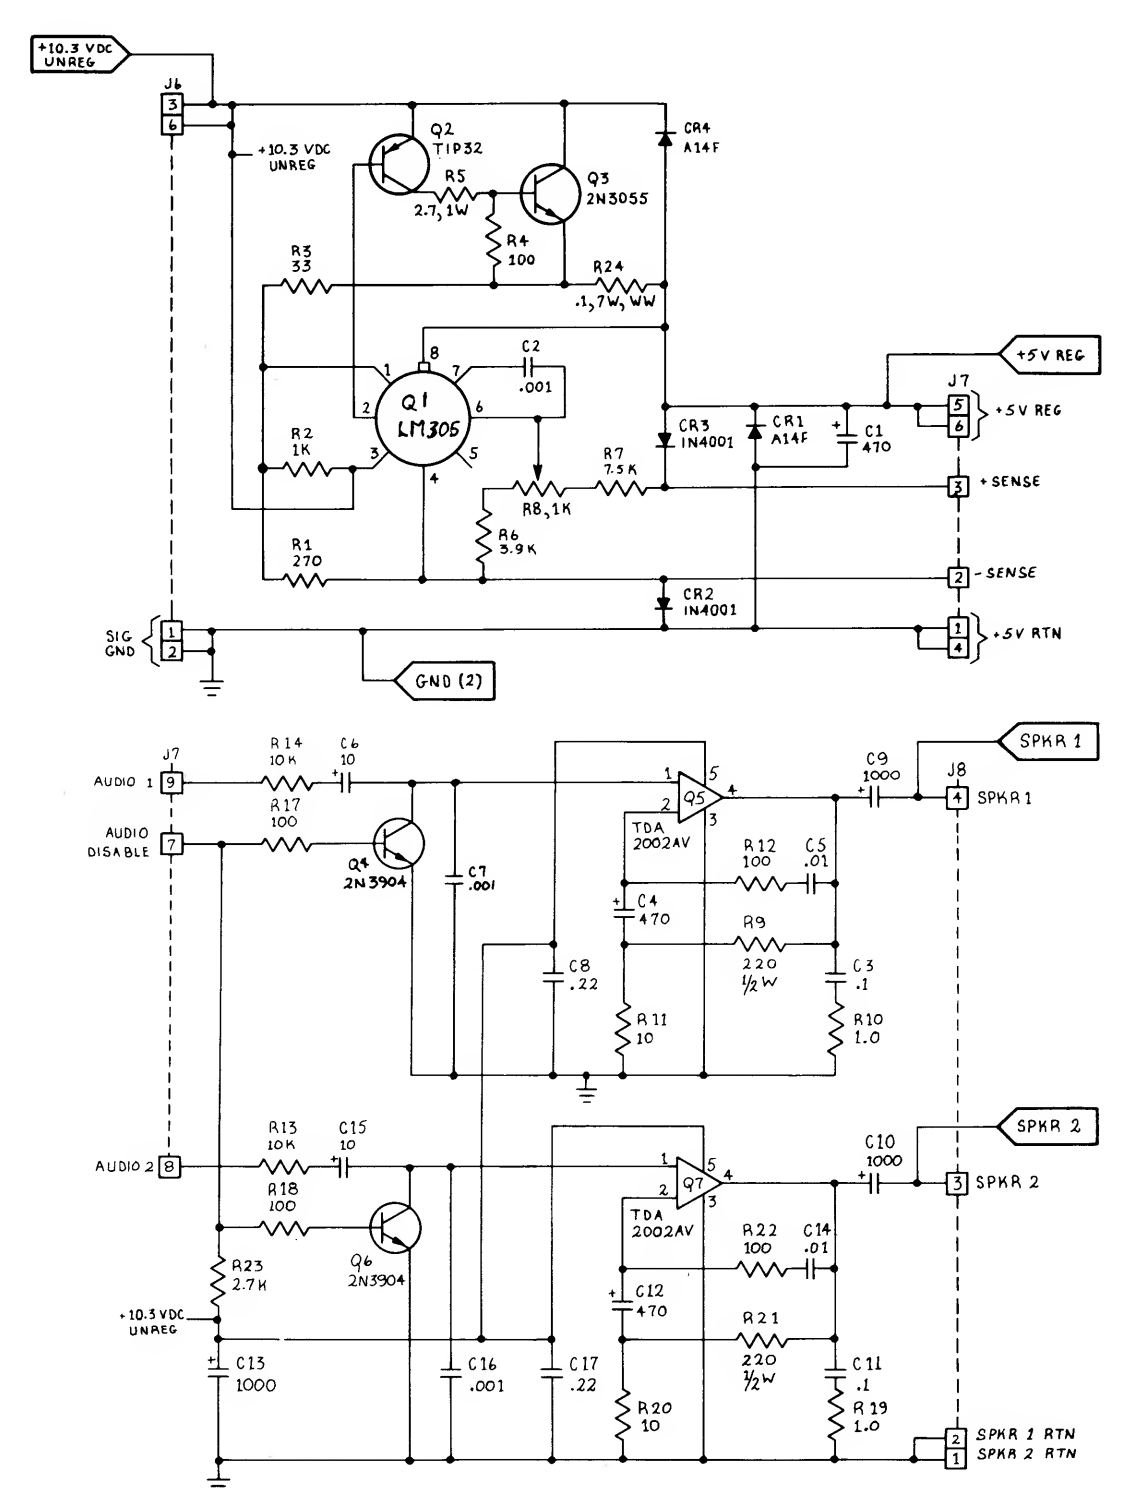 +10.3 VDC
UNREG
J6
3
6
+10.3 VDC
UNREG
Q2
TIP32
R5
2.7, 1W
Q3
2N3055
CR4
A14F
R4
100
R3
33
R24
.1, 7W, WW
8
1
7
C2
.001
2
Q1
LM305
6
3
5
4
R2
1K
R7
7.5K
R8, 1K
R6
3.9K
R1
270
CR3
IN4001
CR1
A14F
+
C1
470
+5V REG
J7
5
6
+5V REG
3
+SENSE
2
-SENSE
CR2
IN4001
SIG
GND
1
2
1
4
+5V RTN
GND (2)
J7
AUDIO 1
9
R14
10K
C6
10
+
R17
100
AUDIO
DISABLE
7
Q4
2N3904
C7
.001
1
5
Q5
4
2
3
TDA
2002AV
C9
1000
+
SPKR 1
J8
4
SPKR1
R12
100
C5
.01
+
C4
470
R9
220
1/2W
C8
.22
C3
.1
R11
10
R10
1.0
AUDIO 2
8
R13
10K
C15
10
+
R18
100
Q6
2N3904
1
5
Q7
4
2
3
TDA
2002AV
C10
1000
+
SPKR 2
3
SPKR 2
R22
100
C14
.01
R23
2.7K
+10.3 VDC
UNREG
+
C12
470
R21
220
1/2W
+
C13
1000
C16
.001
C17
.22
C11
.1
R20
10
R19
1.0
2
SPKR 1 RTN
1
SPKR 2 RTN